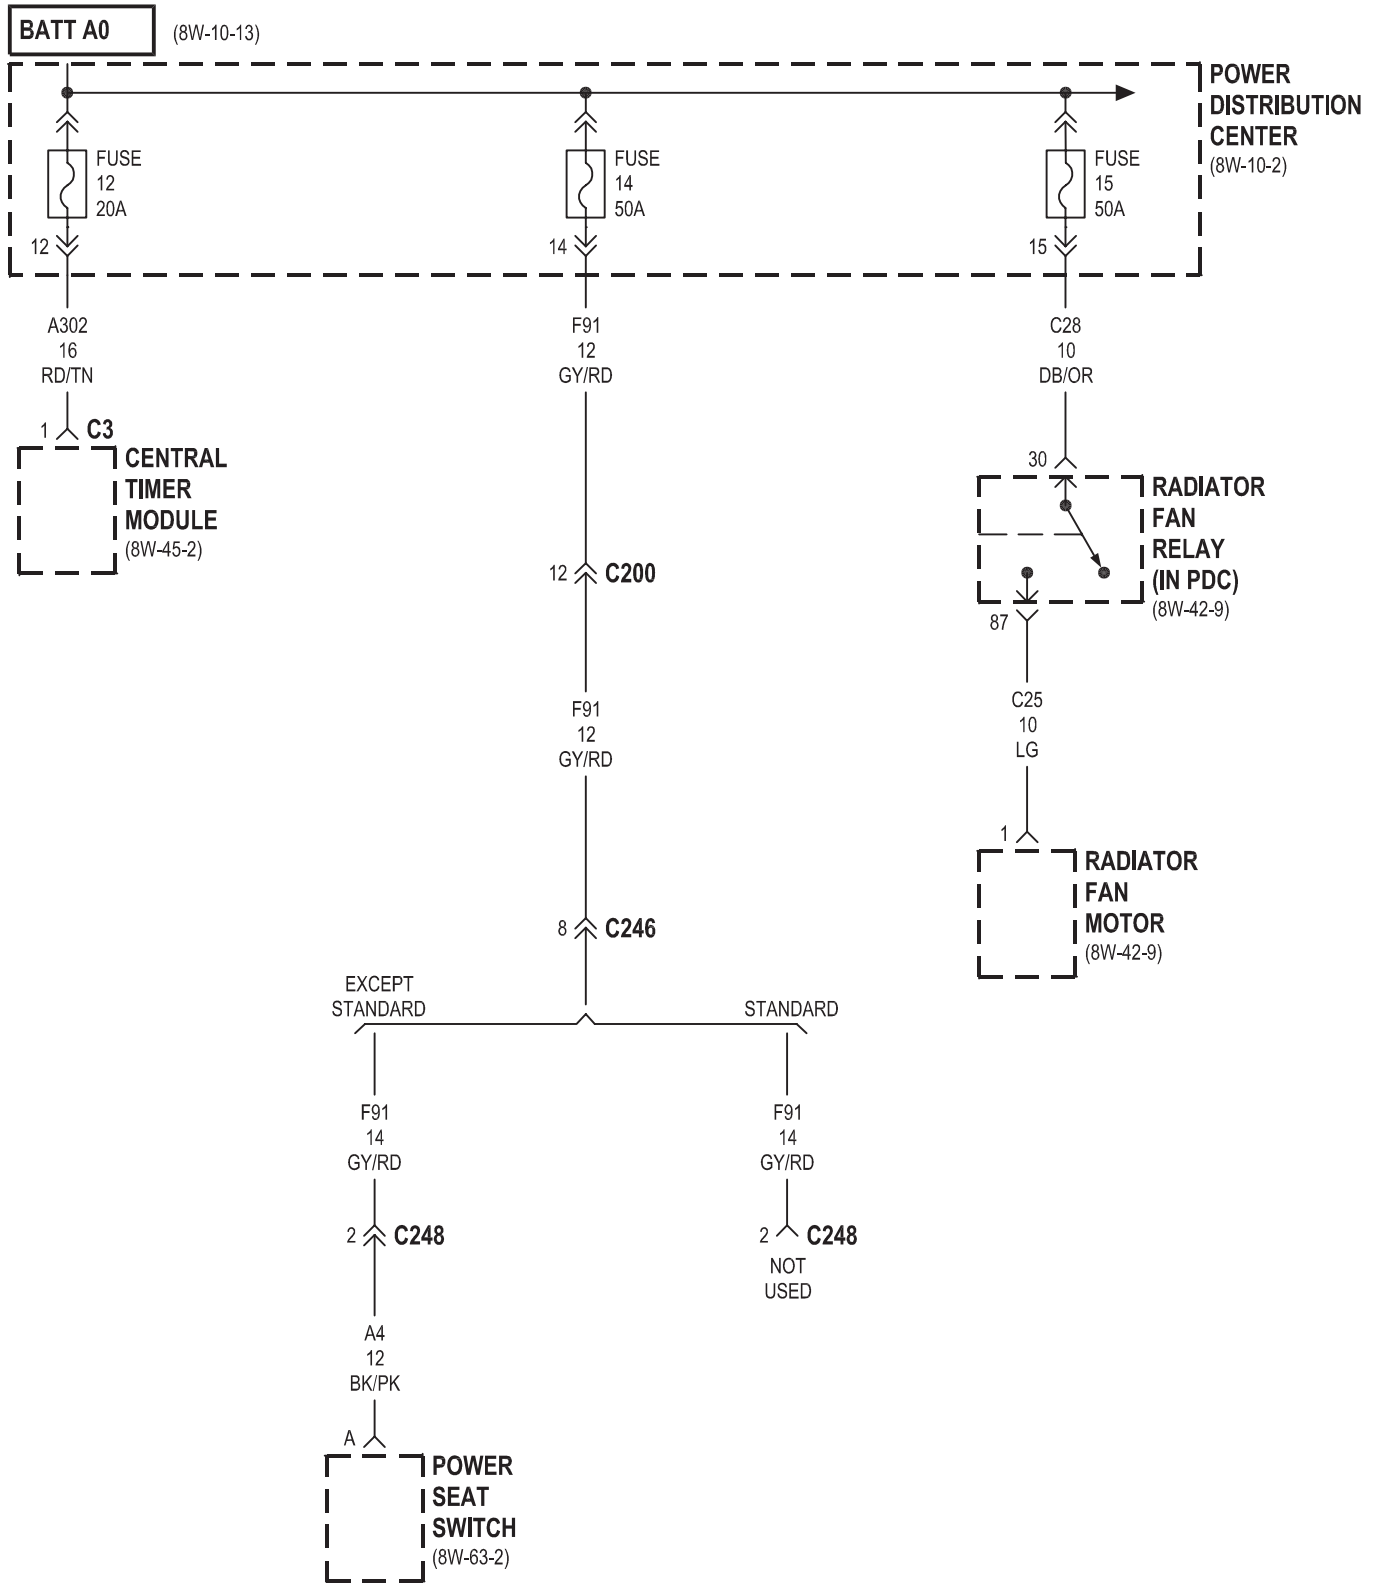 BATT A0
(8W-10-13)
POWER
DISTRIBUTION
CENTER
(8W-10-2)
FUSE
12
20A
12
FUSE
14
50A
14
FUSE
15
50A
15
A302
16
RD/TN
1
C3
CENTRAL
TIMER
MODULE
(8W-45-2)
F91
12
GY/RD
12
C200
F91
12
GY/RD
8
C246
C28
10
DB/OR
30
RADIATOR
FAN
RELAY
(IN PDC)
(8W-42-9)
87
C25
10
LG
1
RADIATOR
FAN
MOTOR
(8W-42-9)
EXCEPT
STANDARD
F91
14
GY/RD
2
C248
A4
12
BK/PK
A
POWER
SEAT
SWITCH
(8W-63-2)
STANDARD
F91
14
GY/RD
2
C248
NOT
USED